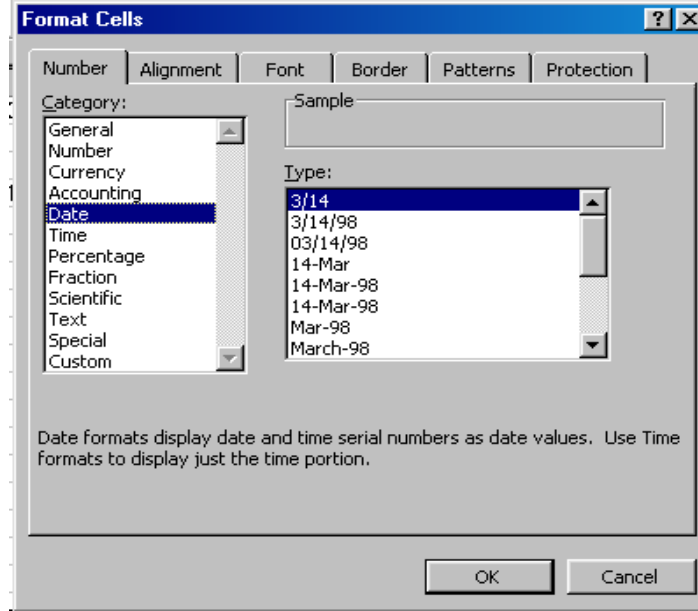 Format Cells
Number Alignment Font Border Patterns Protection
Category:
General
Number
Currency
Accounting
Date
Time
Percentage
Fraction
Scientific
Text
Special
Custom
Sample
Type:
3/14
3/14/98
03/14/98
14-Mar
14-Mar-98
14-Mar-98
Mar-98
March-98
Date formats display date and time serial numbers as date values. Use Time
formats to display just the time portion.
OK Cancel